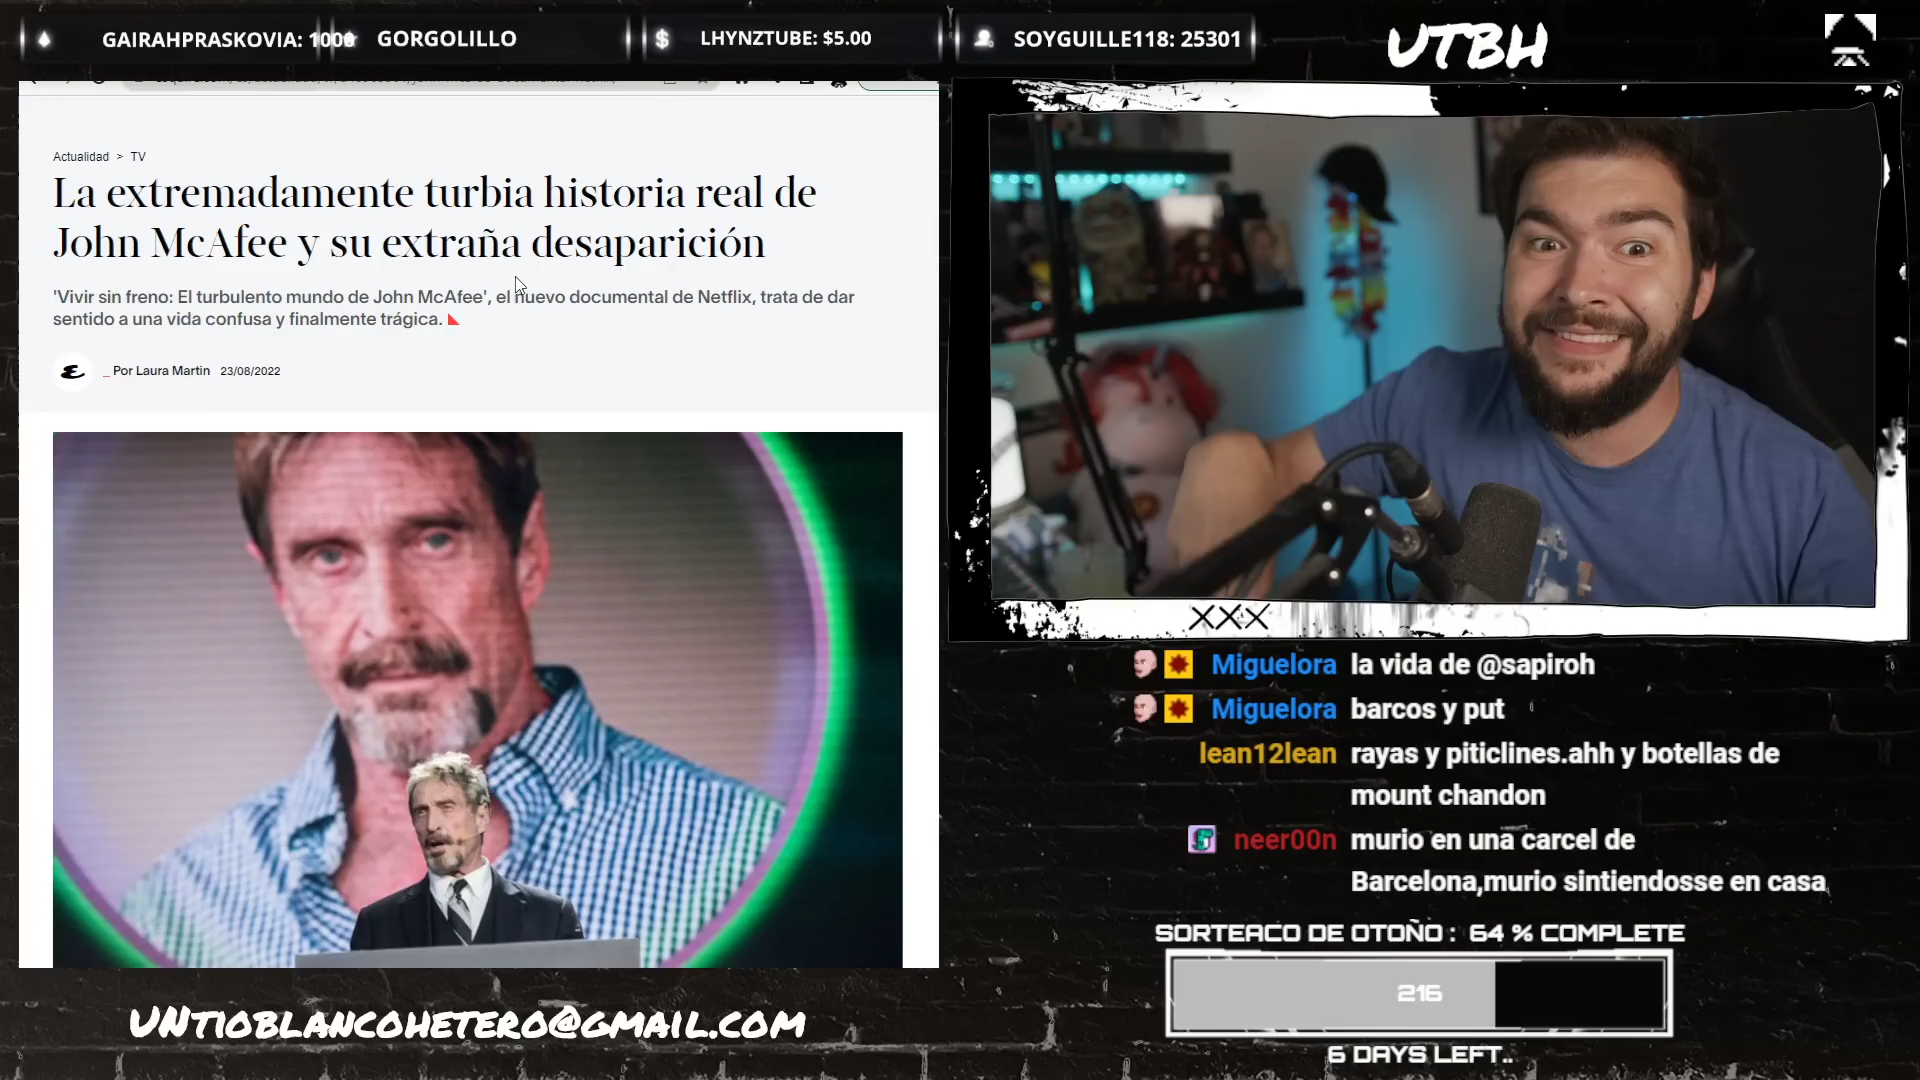 GAIRAHPRASKOVIA: 1000
GORGOLILLO
LHYNZTUBE: $5.00
SOYGUILLE118: 25301
UTBH
Actualidad > TV
La extremadamente turbia historia real de
John McAfee y su extraña desaparición
'Vivir sin freno: El turbulento mundo de John McAfee', el nuevo documental de Netflix, trata de dar
sentido a una vida confusa y finalmente trágica.
_ Por Laura Martin 23/08/2022
XXX
Miguelora la vida de @sapiroh
Miguelora barcos y put
lean12lean rayas y piticlines.ahh y botellas de
mount chandon
neer00n murio en una carcel de
Barcelona,murio sintiendosse en casa
SORTEACO DE OTOÑO : 64 % COMPLETE
216
6 DAYS LEFT..
UNTIOBLANCOHETERO@GMAIL.COM